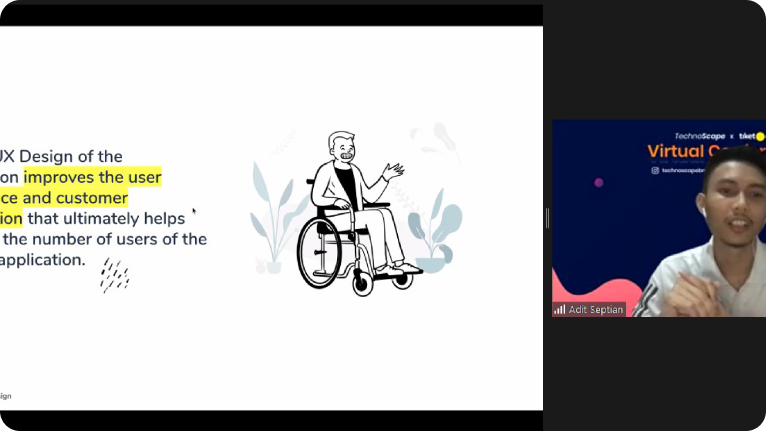 UX Design of the
on improves the user
ce and customer
ion that ultimately helps
the number of users of the
application.
ign
TechnoScape x tiket
Virtual
technoscape
Adit Septian